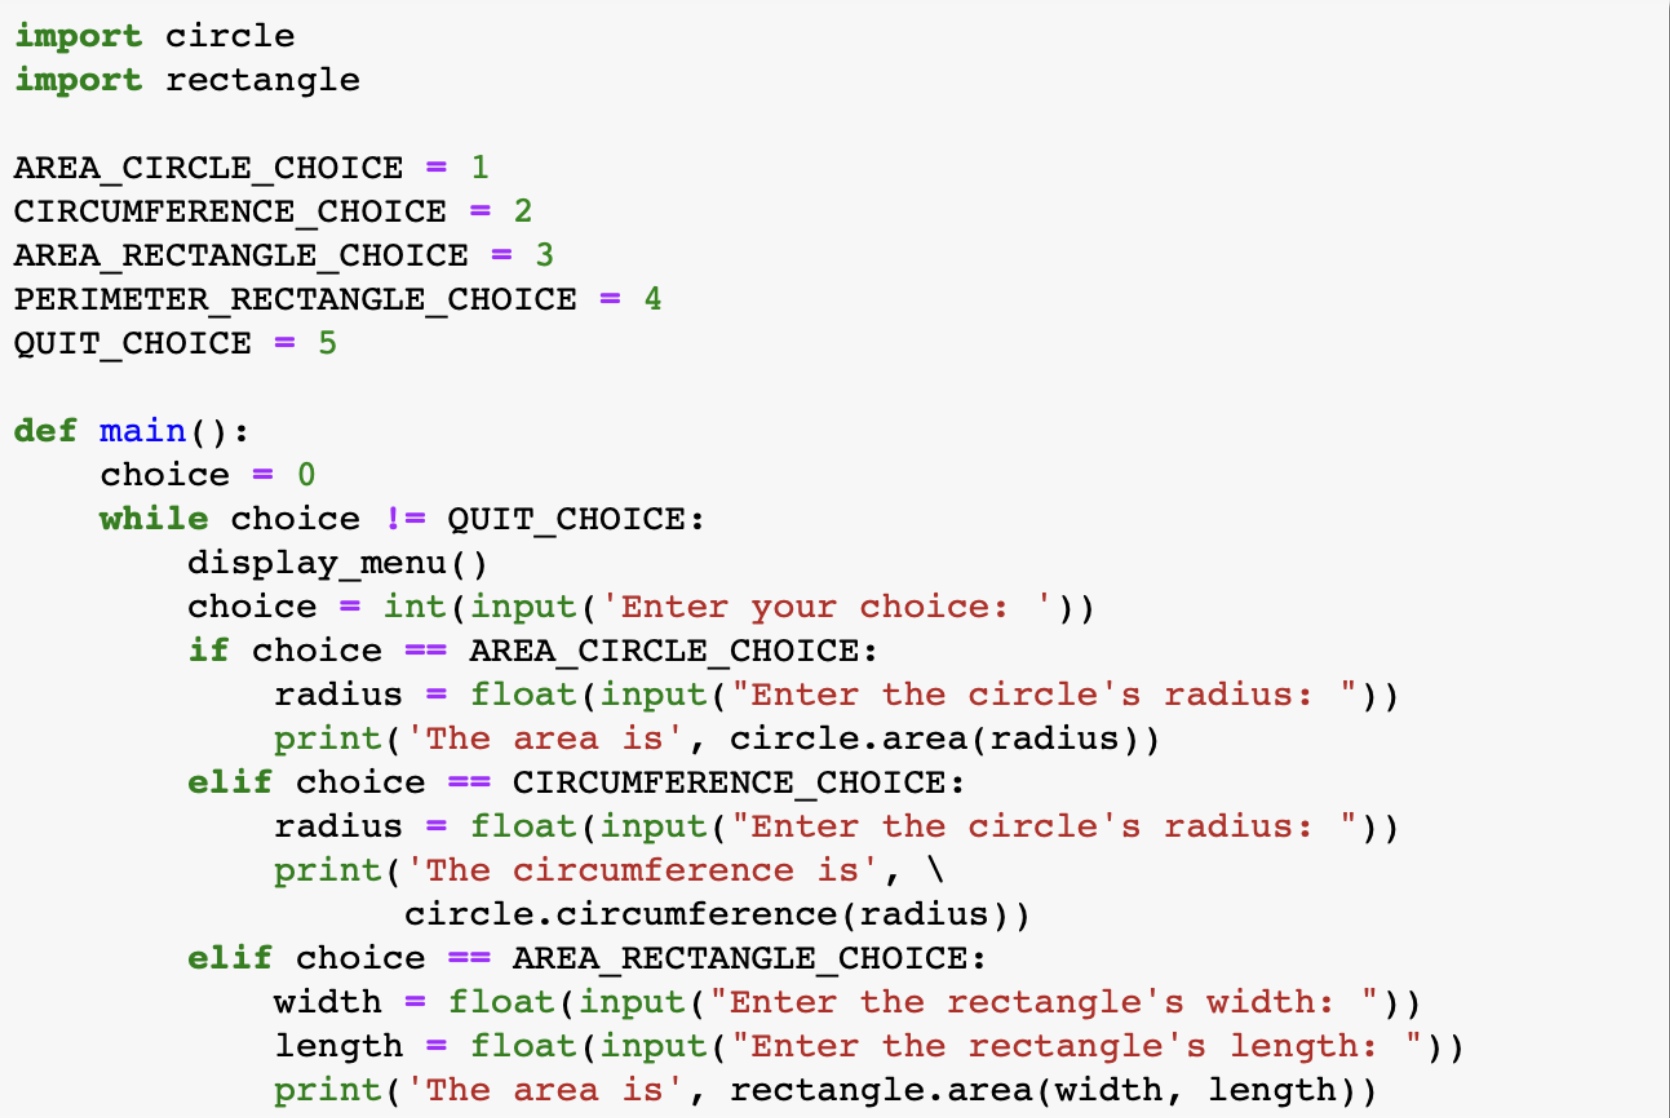 import circle
import rectangle

AREA_CIRCLE_CHOICE = 1
CIRCUMFERENCE_CHOICE = 2
AREA_RECTANGLE_CHOICE = 3
PERIMETER_RECTANGLE_CHOICE = 4
QUIT_CHOICE = 5

def main():
    choice = 0
    while choice != QUIT_CHOICE:
        display_menu()
        choice = int(input('Enter your choice: '))
        if choice == AREA_CIRCLE_CHOICE:
            radius = float(input("Enter the circle's radius: "))
            print('The area is', circle.area(radius))
        elif choice == CIRCUMFERENCE_CHOICE:
            radius = float(input("Enter the circle's radius: "))
            print('The circumference is', \
                  circle.circumference(radius))
        elif choice == AREA_RECTANGLE_CHOICE:
            width = float(input("Enter the rectangle's width: "))
            length = float(input("Enter the rectangle's length: "))
            print('The area is', rectangle.area(width, length))